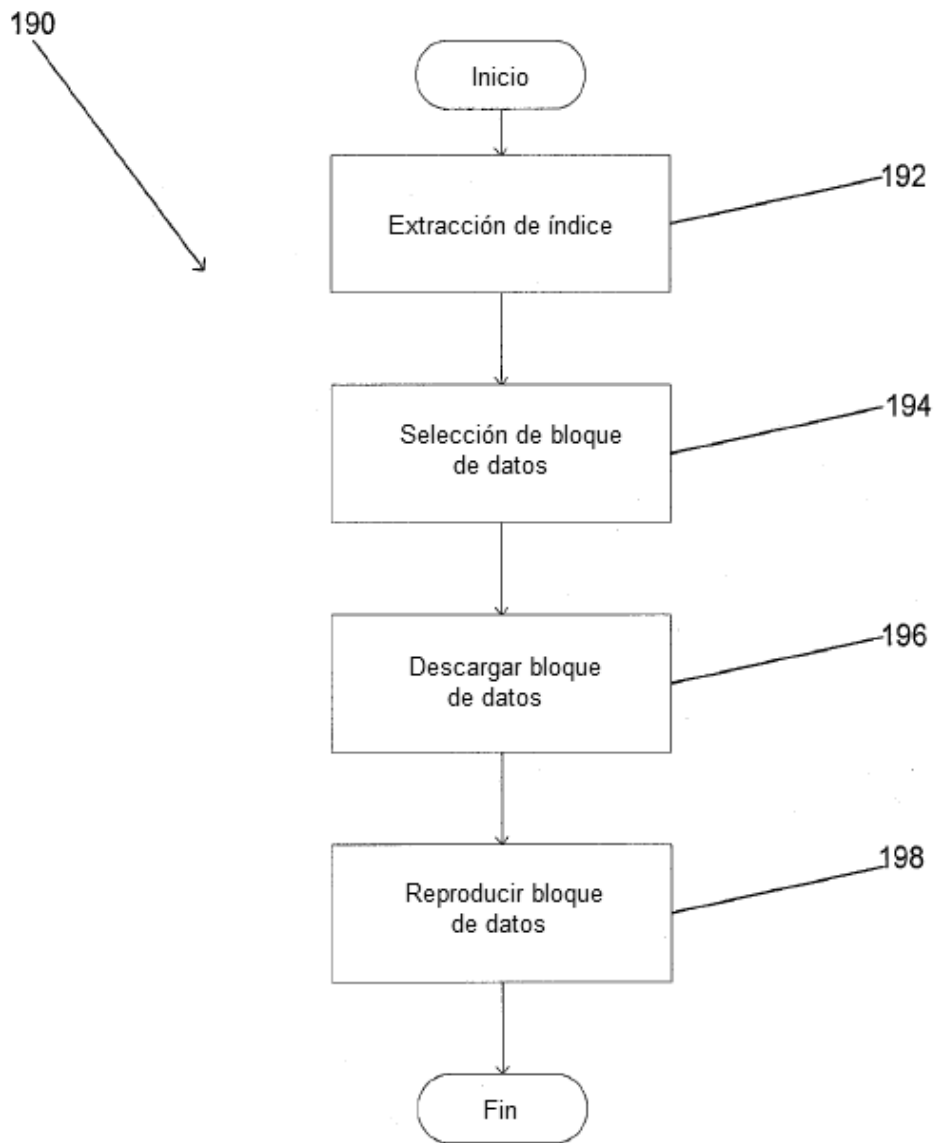 190
Inicio
192
Extracción de índice
194
Selección de bloque
de datos
196
Descargar bloque
de datos
198
Reproducir bloque
de datos
Fin